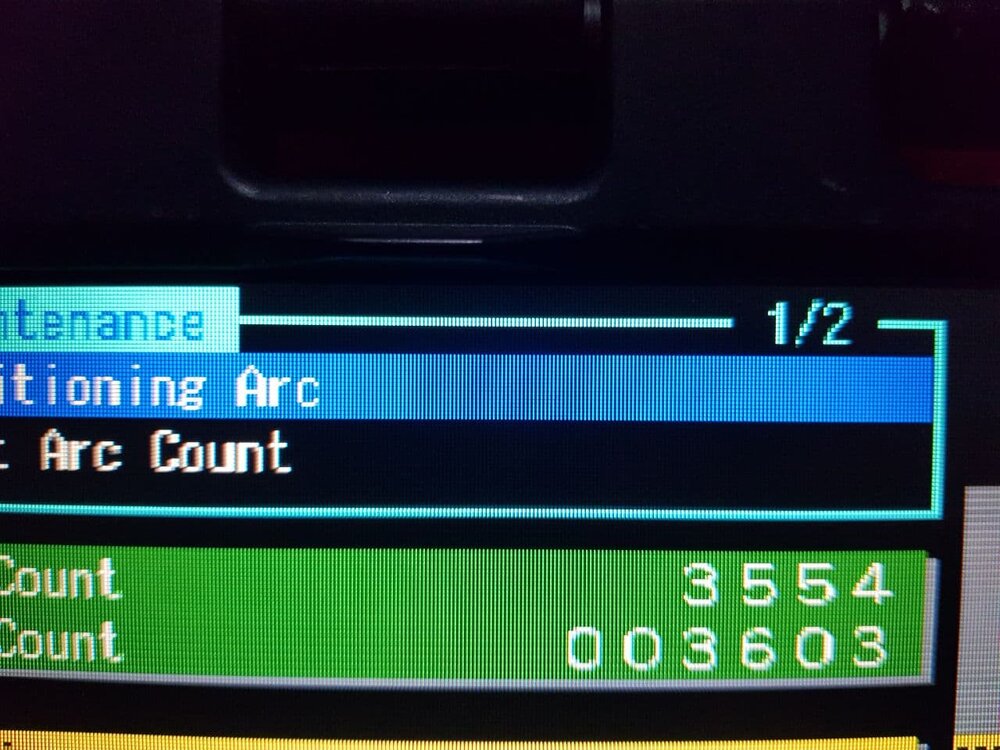 ntenance 1/2
itioning Arc
t Arc Count
Count 3554
Count 003603